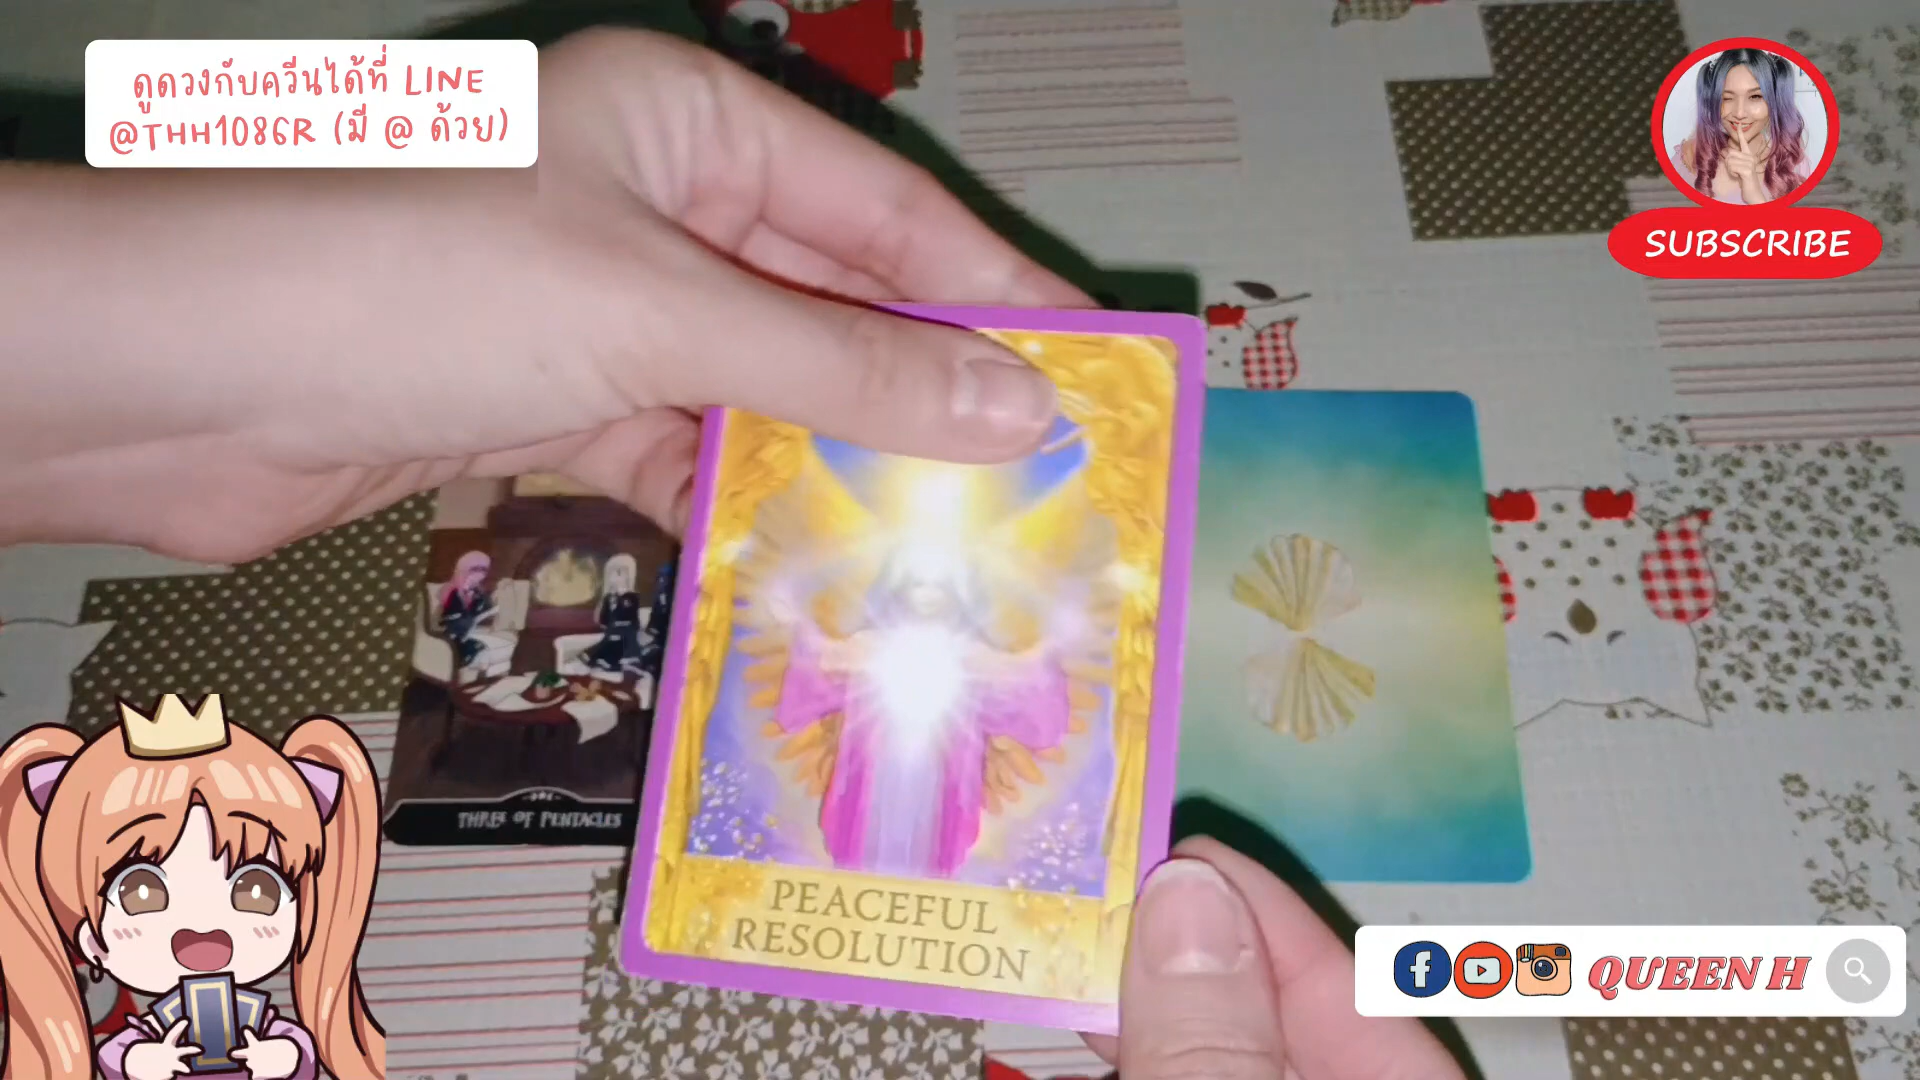 ดูดวงกับควีนได้ที่ LINE
@THH1086R (มี @ ด้วย)
SUBSCRIBE
THREE OF PENTACLES
PEACEFUL
RESOLUTION
QUEEN H